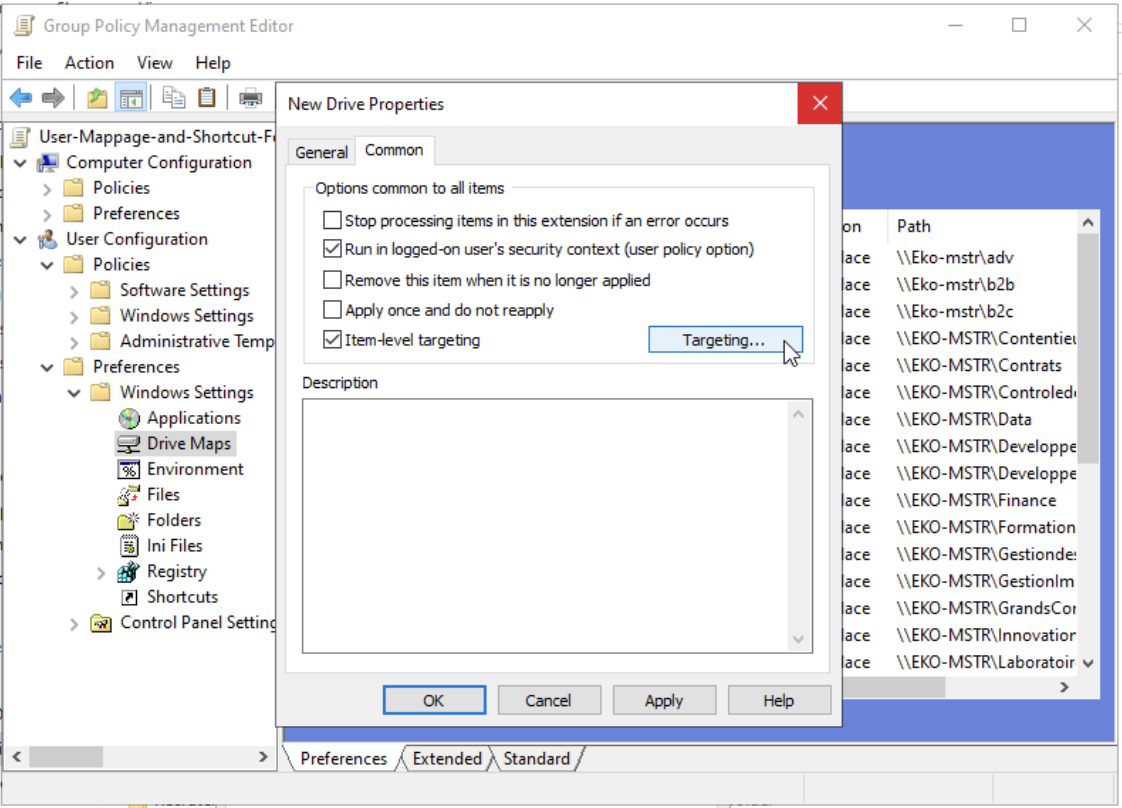 Group Policy Management Editor
File Action View Help
User-Mappage-and-Shortcut-F
Computer Configuration
Policies
Preferences
User Configuration
Policies
Software Settings
Windows Settings
Administrative Temp
Preferences
Windows Settings
Applications
Drive Maps
Environment
Files
Folders
Ini Files
Registry
Shortcuts
Control Panel Setting
New Drive Properties
General Common
Options common to all items
Stop processing items in this extension if an error occurs
Run in logged-on user's security context (user policy option)
Remove this item when it is no longer applied
Apply once and do not reapply
Item-level targeting Targeting...
Description
OK Cancel Apply Help
on Path
lace \\Eko-mstr\adv
lace \\Eko-mstr\b2b
lace \\Eko-mstr\b2c
lace \\EKO-MSTR\Contentieu
lace \\EKO-MSTR\Contrats
lace \\EKO-MSTR\Controlede
lace \\EKO-MSTR\Data
lace \\EKO-MSTR\Developpe
lace \\EKO-MSTR\Developpe
lace \\EKO-MSTR\Finance
lace \\EKO-MSTR\Formation
lace \\EKO-MSTR\Gestiondes
lace \\EKO-MSTR\GestionIm
lace \\EKO-MSTR\GrandsCor
lace \\EKO-MSTR\Innovation
lace \\EKO-MSTR\Laboratoir
Preferences Extended Standard